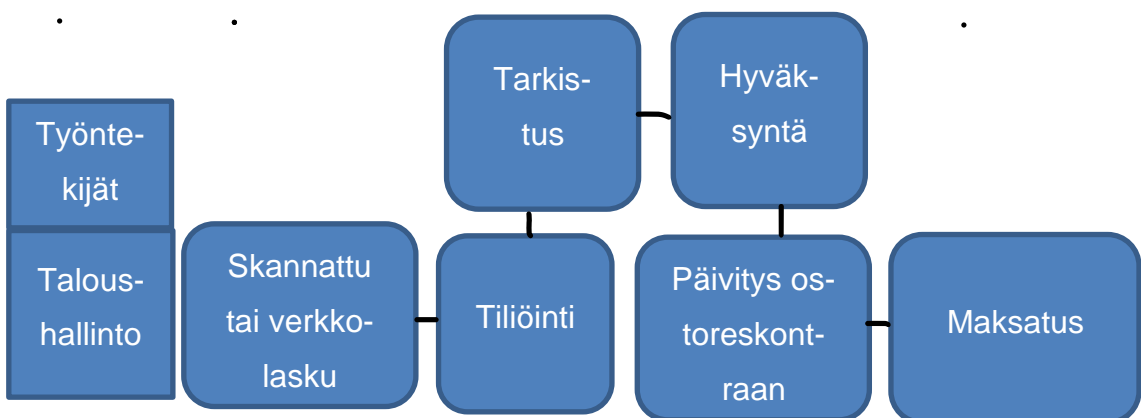 Tarkis-
tus
Hyväk-
syntä
Työnte-
kijät
Talous-
hallinto
Skannattu
tai verkko-
lasku
Tiliöinti
Päivitys os-
toreskont-
raan
Maksatus